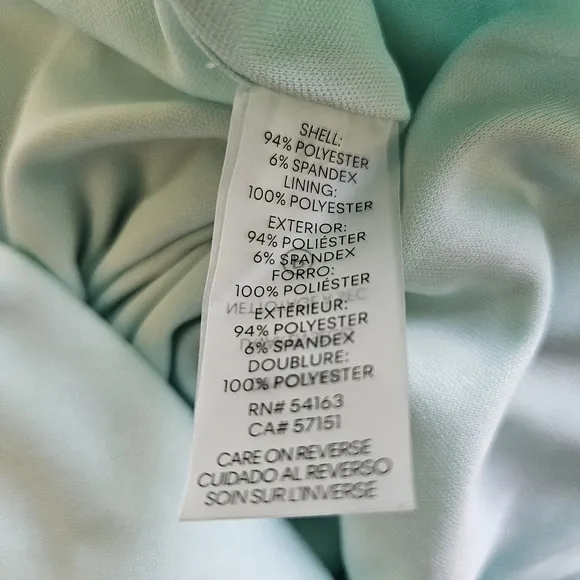 SHELL:
94% POLYESTER
6% SPANDEX
LINING:
100% POLYESTER
EXTERIOR:
94% POLIÉSTER
6% SPANDEX
FORRO:
100% POLIÉSTER
EXTÉRIEUR:
94% POLYESTER
6% SPANDEX
DOUBLURE:
100% POLYESTER
RN# 54163
CA# 57151
CARE ON REVERSE
CUIDADO AL REVERSO
SOIN SUR L'INVERSE